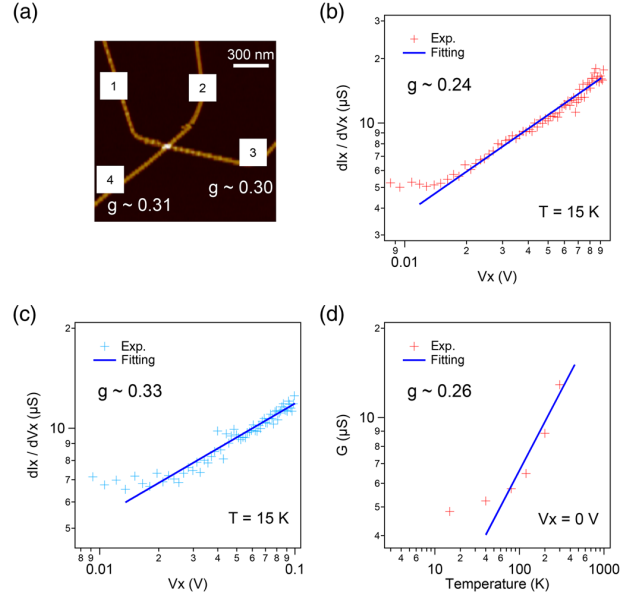 (a)
300 nm
1
2
3
4
g ~ 0.31
g ~ 0.30
(b)
3
2
10
9
8
7
6
5
4
3
Exp.
Fitting
g ~ 0.24
T = 15 K
9
0.01
2
3
4
5
6
7
8
9
dIx / dVx (µS)
Vx (V)
(c)
2
10
9
8
7
6
5
Exp.
Fitting
g ~ 0.33
T = 15 K
8
9
0.01
2
3
4
5
6
7
8
0.1
dIx / dVx (µS)
Vx (V)
(d)
2
10
9
8
7
6
5
4
Exp.
Fitting
g ~ 0.26
Vx = 0 V
4
6
8
10
2
4
6
8
100
2
4
6
8
1000
G (µS)
Temperature (K)